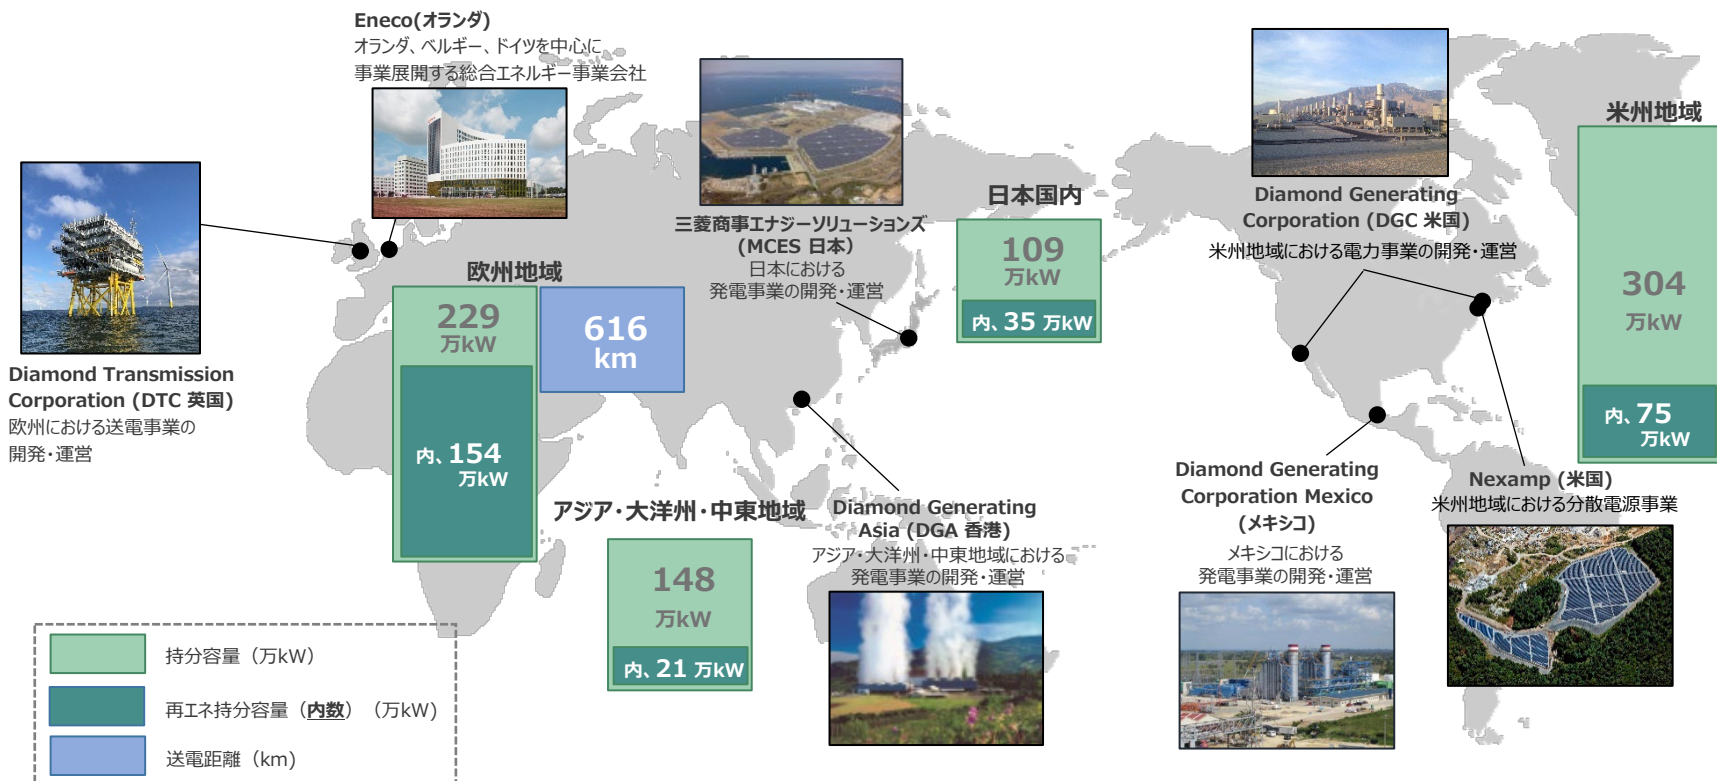 Eneco(オランダ)
オランダ、ベルギー、ドイツを中心に
事業展開する総合エネルギー事業会社
Diamond Transmission
Corporation (DTC 英国)
欧州における送電事業の
開発・運営
欧州地域
229
万kW
内、154
万kW
616
km
三菱商事エナジーソリューションズ
(MCES 日本)
日本における
発電事業の開発・運営
日本国内
109
万kW
内、35 万kW
アジア・大洋州・中東地域
148
万kW
内、21 万kW
Diamond Generating
Asia (DGA 香港)
アジア・大洋州・中東地域における
発電事業の開発・運営
Diamond Generating
Corporation (DGC 米国)
米州地域における電力事業の開発・運営
米州地域
304
万kW
内、75
万kW
Diamond Generating
Corporation Mexico
(メキシコ)
メキシコにおける
発電事業の開発・運営
Nexamp (米国)
米州地域における分散電源事業
持分容量（万kW）
再エネ持分容量（内数）（万kW）
送電距離（km）